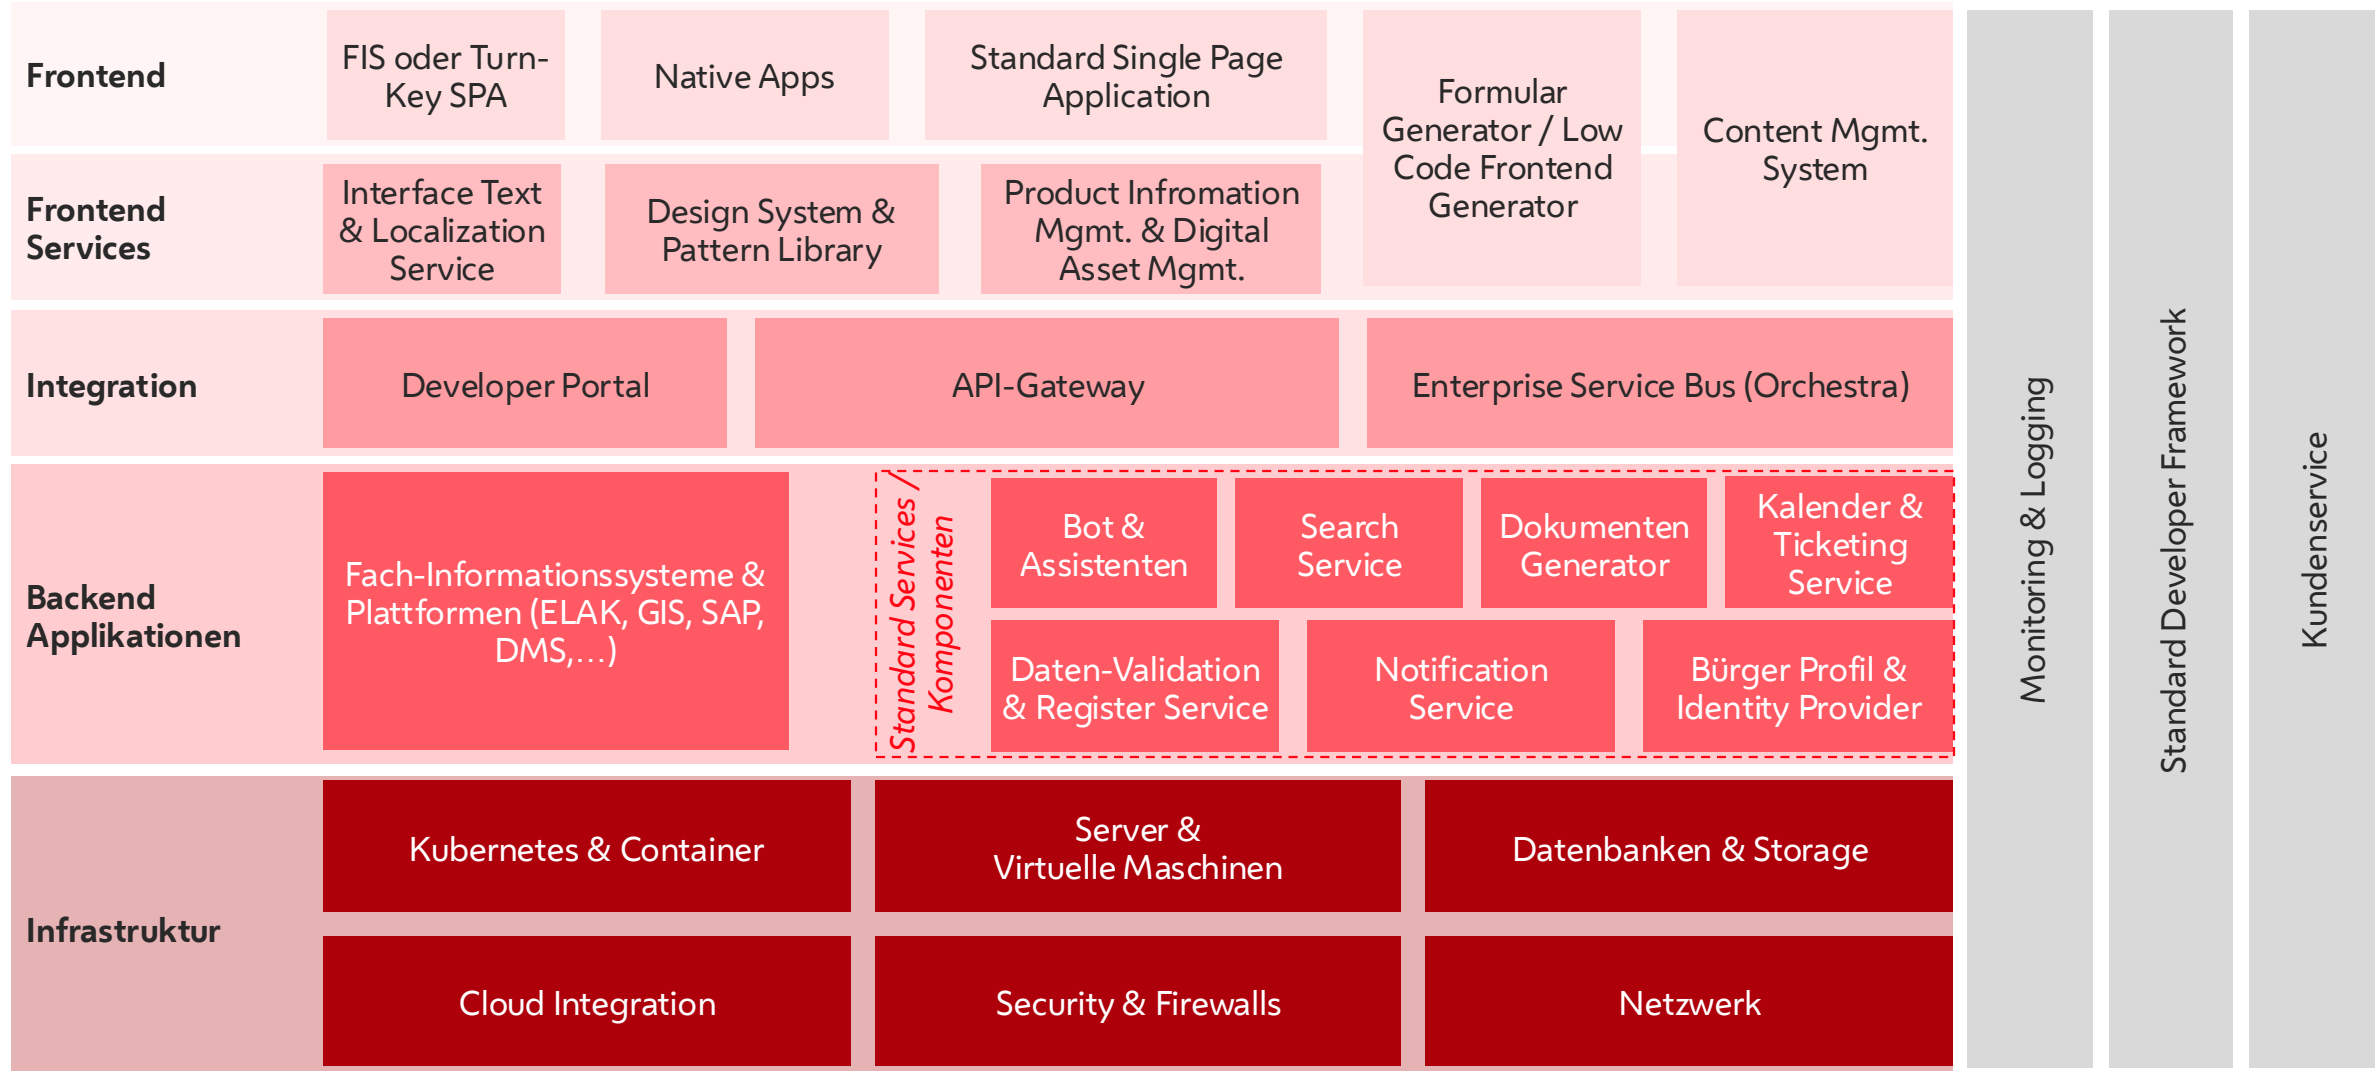 Frontend
FIS oder Turn-
Key SPA
Native Apps
Standard Single Page
Application
Formular
Generator / Low
Code Frontend
Generator
Content Mgmt.
System
Frontend
Services
Interface Text
& Localization
Service
Design System &
Pattern Library
Product Infromation
Mgmt. & Digital
Asset Mgmt.
Integration
Developer Portal
API-Gateway
Enterprise Service Bus (Orchestra)
Backend
Applikationen
Fach-Informationssysteme &
Plattformen (ELAK, GIS, SAP,
DMS,...)
Standard Services /
Komponenten
Bot &
Assistenten
Search
Service
Dokumenten
Generator
Kalender &
Ticketing
Service
Daten-Validation
& Register Service
Notification
Service
Bürger Profil &
Identity Provider
Infrastruktur
Kubernetes & Container
Server &
Virtuelle Maschinen
Datenbanken & Storage
Cloud Integration
Security & Firewalls
Netzwerk
Monitoring & Logging
Standard Developer Framework
Kundenservice